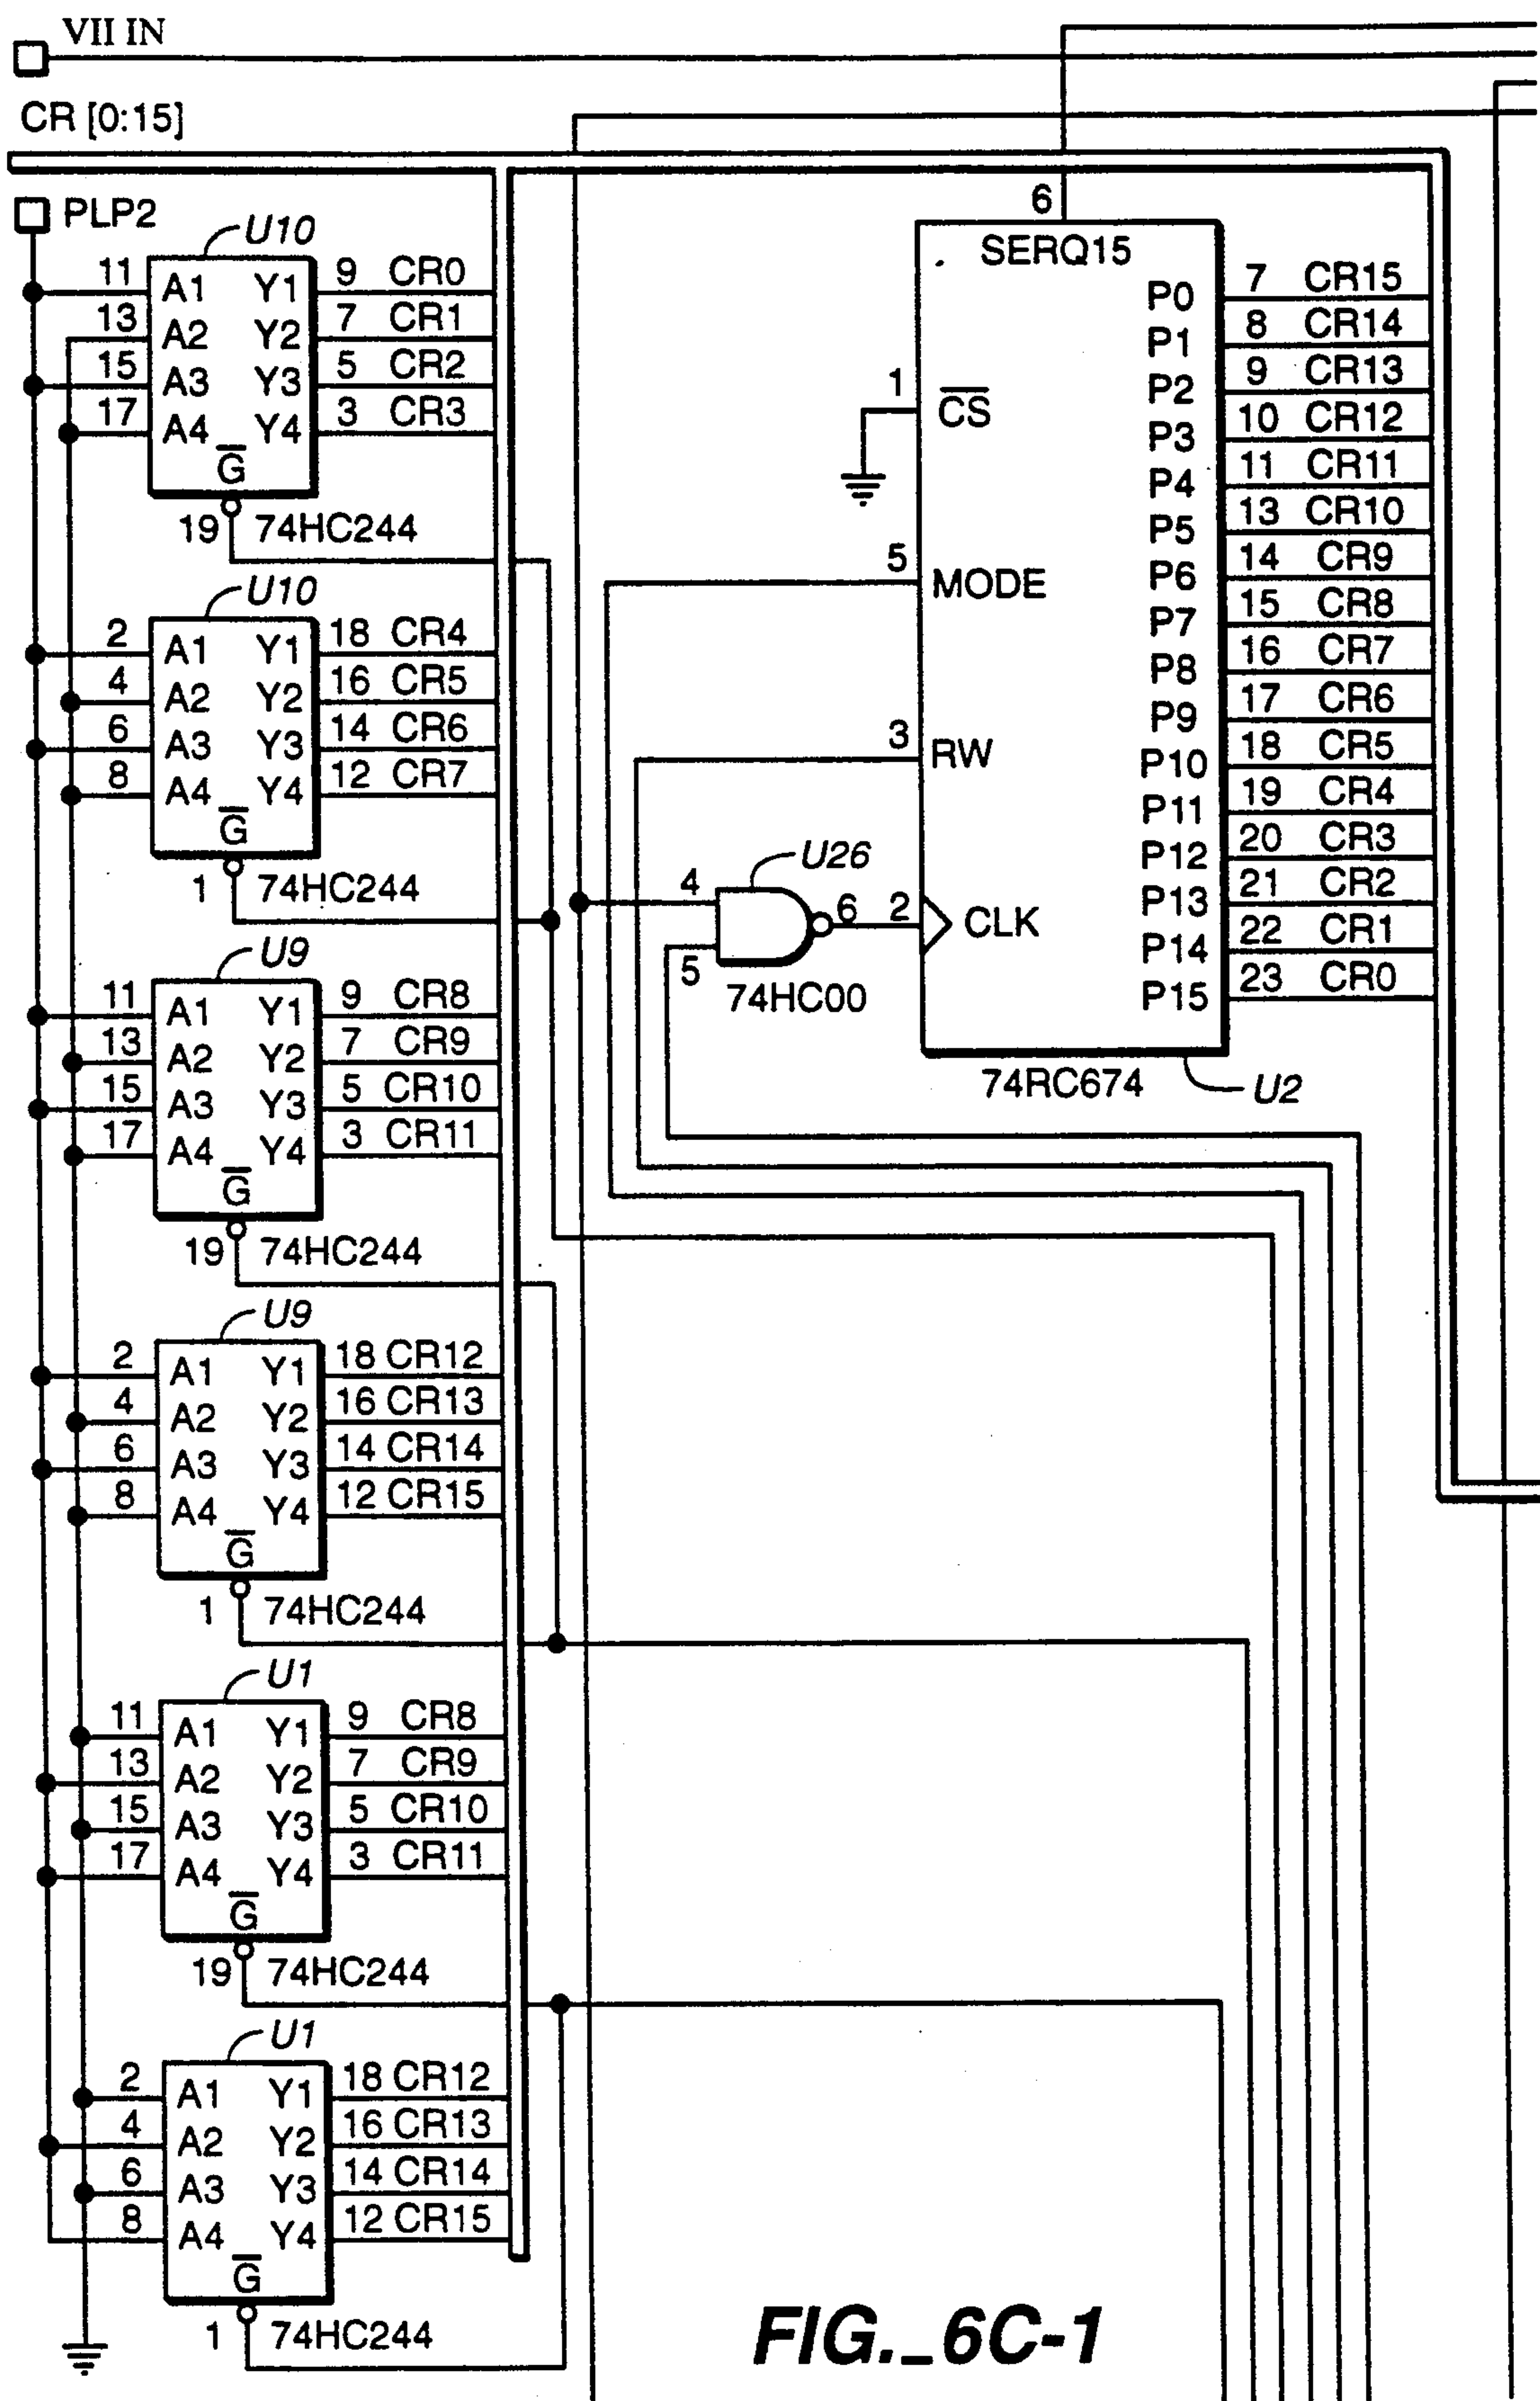 VII IN
CR [0:15]
PLP2
U10
11 A1 Y1 9 CR0
13 A2 Y2 7 CR1
15 A3 Y3 5 CR2
17 A4 Y4 3 CR3
G
19 74HC244
U10
2 A1 Y1 18 CR4
4 A2 Y2 16 CR5
6 A3 Y3 14 CR6
8 A4 Y4 12 CR7
G
1 74HC244
U9
11 A1 Y1 9 CR8
13 A2 Y2 7 CR9
15 A3 Y3 5 CR10
17 A4 Y4 3 CR11
G
19 74HC244
U9
2 A1 Y1 18 CR12
4 A2 Y2 16 CR13
6 A3 Y3 14 CR14
8 A4 Y4 12 CR15
G
1 74HC244
U1
11 A1 Y1 9 CR8
13 A2 Y2 7 CR9
15 A3 Y3 5 CR10
17 A4 Y4 3 CR11
G
19 74HC244
U1
2 A1 Y1 18 CR12
4 A2 Y2 16 CR13
6 A3 Y3 14 CR14
8 A4 Y4 12 CR15
G
1 74HC244
6
SERQ15
1 CS
5 MODE
3 RW
U26
4 6 2 CLK
5
74HC00
P0 7 CR15
P1 8 CR14
P2 9 CR13
P3 10 CR12
P4 11 CR11
P5 13 CR10
P6 14 CR9
P7 15 CR8
P8 16 CR7
P9 17 CR6
P10 18 CR5
P11 19 CR4
P12 20 CR3
P13 21 CR2
P14 22 CR1
P15 23 CR0
74RC674 U2
FIG._6C-1